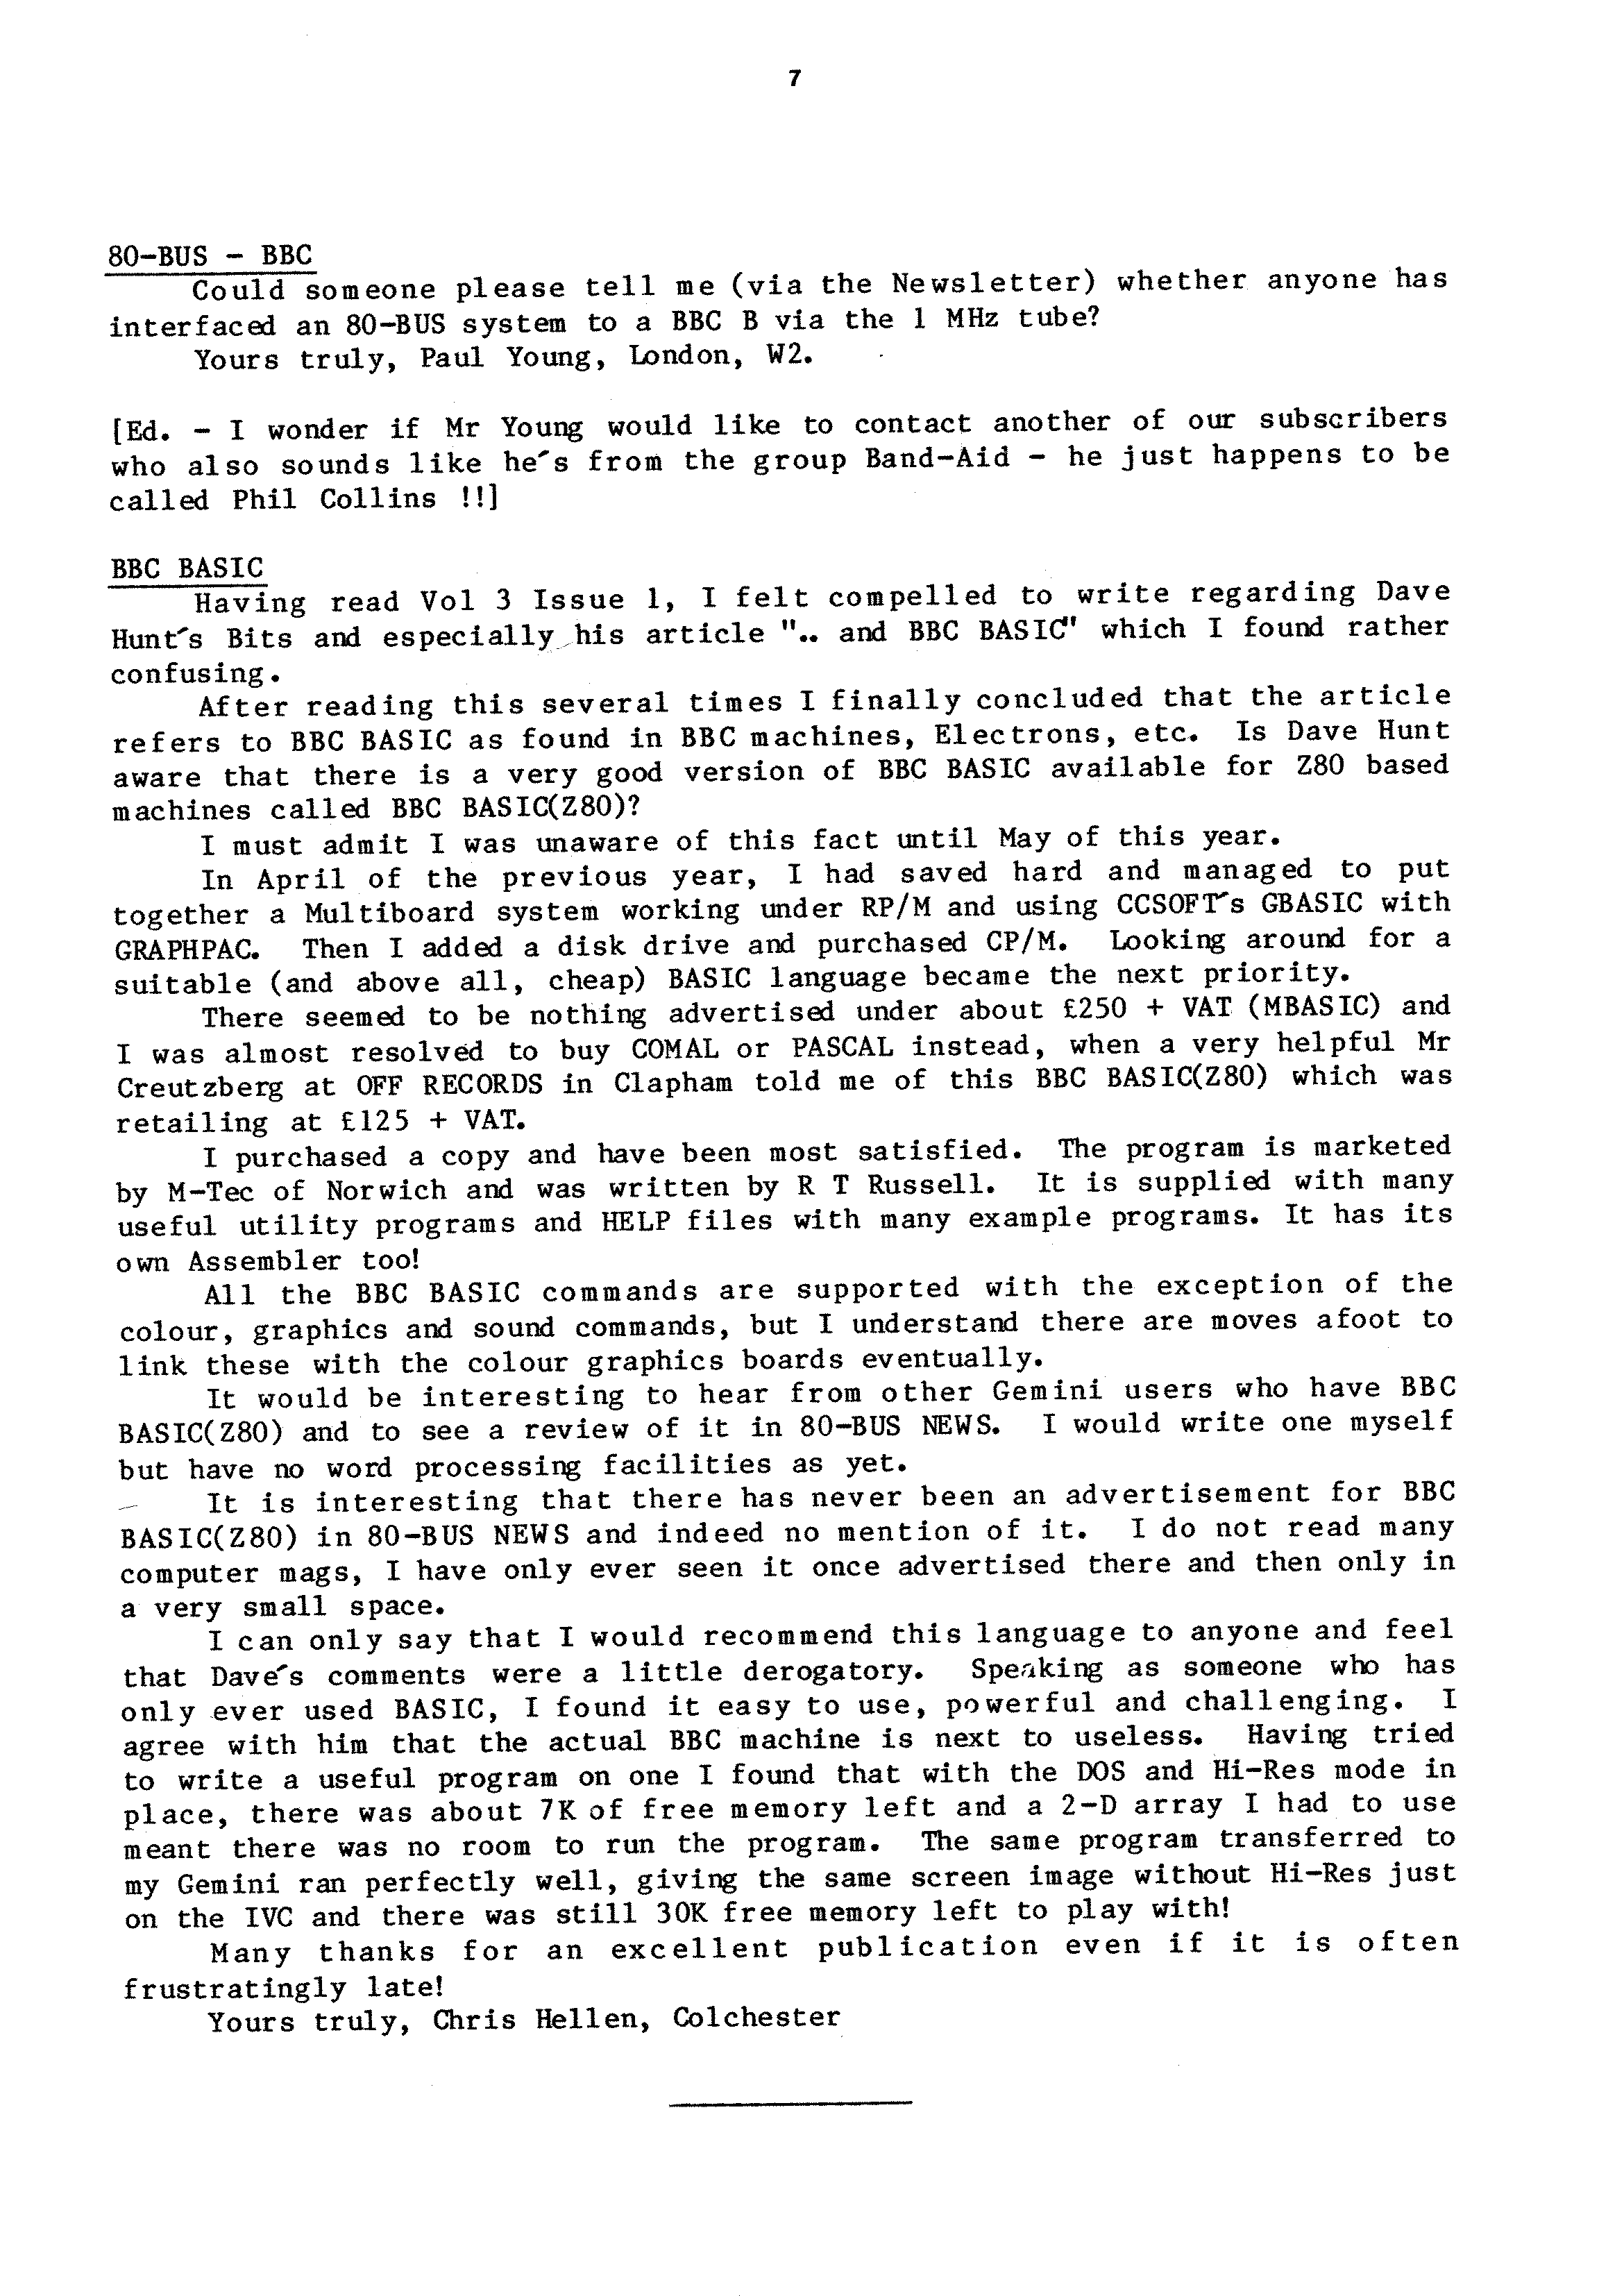 7
80-BUS - BBC
Could someone please tell me (via the Newsletter) whether anyone has
interfaced an 80-BUS system to a BBC B via the 1 MHz tube?
Yours truly, Paul Young, London, W2.
[Ed. - I wonder if Mr Young would like to contact another of our subscribers
who also sounds like he's from the group Band-Aid - he just happens to be
called Phil Collins !!]
BBC BASIC
Having read Vol 3 Issue 1, I felt compelled to write regarding Dave
Hunt's Bits and especially his article ".. and BBC BASIC" which I found rather
confusing.
After reading this several times I finally concluded that the article
refers to BBC BASIC as found in BBC machines, Electrons, etc. Is Dave Hunt
aware that there is a very good version of BBC BASIC available for Z80 based
machines called BBC BASIC(Z80)?
I must admit I was unaware of this fact until May of this year.
In April of the previous year, I had saved hard and managed to put
together a Multiboard system working under RP/M and using CCSOFT's GBASIC with
GRAPHPAC. Then I added a disk drive and purchased CP/M. Looking around for a
suitable (and above all, cheap) BASIC language became the next priority.
There seemed to be nothing advertised under about £250 + VAT (MBASIC) and
I was almost resolved to buy COMAL or PASCAL instead, when a very helpful Mr
Creutzberg at OFF RECORDS in Clapham told me of this BBC BASIC(Z80) which was
retailing at £125 + VAT.
I purchased a copy and have been most satisfied. The program is marketed
by M-Tec of Norwich and was written by R T Russell. It is supplied with many
useful utility programs and HELP files with many example programs. It has its
own Assembler too!
All the BBC BASIC commands are supported with the exception of the
colour, graphics and sound commands, but I understand there are moves afoot to
link these with the colour graphics boards eventually.
It would be interesting to hear from other Gemini users who have BBC
BASIC(Z80) and to see a review of it in 80-BUS NEWS. I would write one myself
but have no word processing facilities as yet.
It is interesting that there has never been an advertisement for BBC
BASIC(Z80) in 80-BUS NEWS and indeed no mention of it. I do not read many
computer mags, I have only ever seen it once advertised there and then only in
a very small space.
I can only say that I would recommend this language to anyone and feel
that Dave's comments were a little derogatory. Speaking as someone who has
only ever used BASIC, I found it easy to use, powerful and challenging. I
agree with him that the actual BBC machine is next to useless. Having tried
to write a useful program on one I found that with the DOS and Hi-Res mode in
place, there was about 7K of free memory left and a 2-D array I had to use
meant there was no room to run the program. The same program transferred to
my Gemini ran perfectly well, giving the same screen image without Hi-Res just
on the IVC and there was still 30K free memory left to play with!
Many thanks for an excellent publication even if it is often
frustratingly late!
Yours truly, Chris Hellen, Colchester